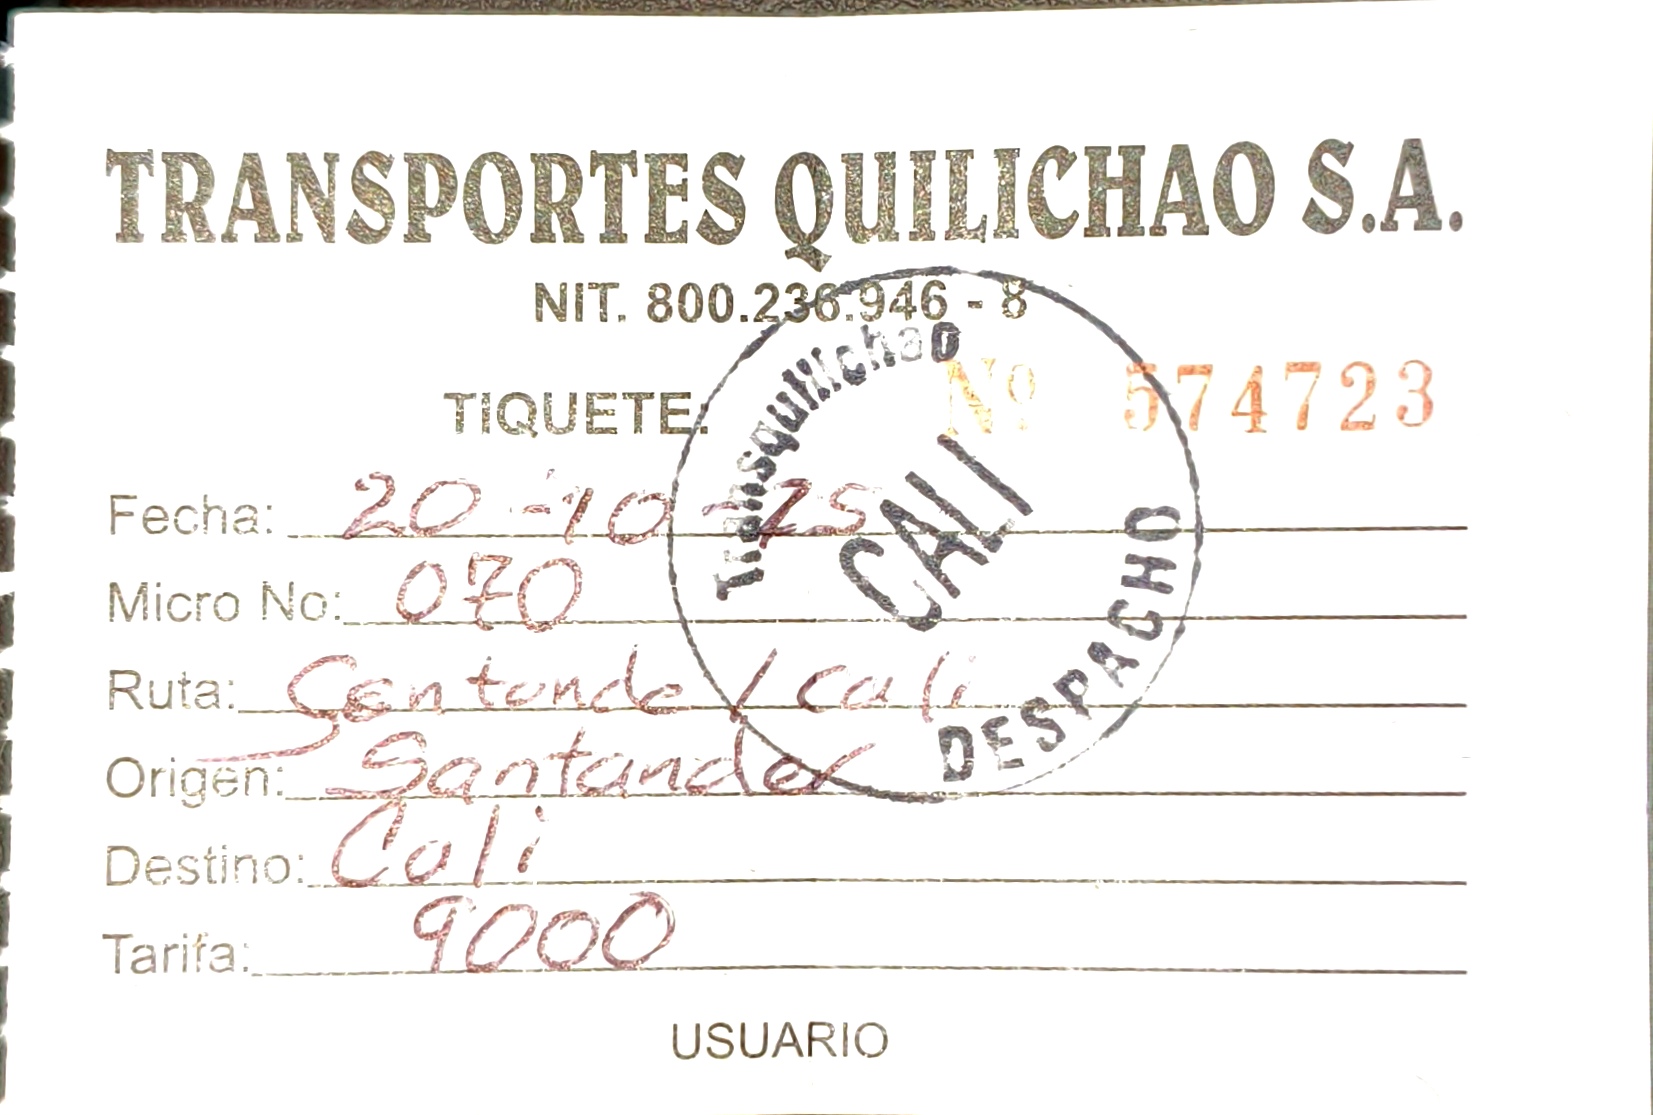 TRANSPORTES QUILICHAO S.A.
NIT. 800.236.946 - 8
TIQUETE. Nº 574723
Transquilichao
CALI
DESPACHO
Fecha: 20-10-25
Micro No: 070
Ruta: Santande / Cali
Origen: Santander
Destino: Cali
Tarifa: 9000
USUARIO